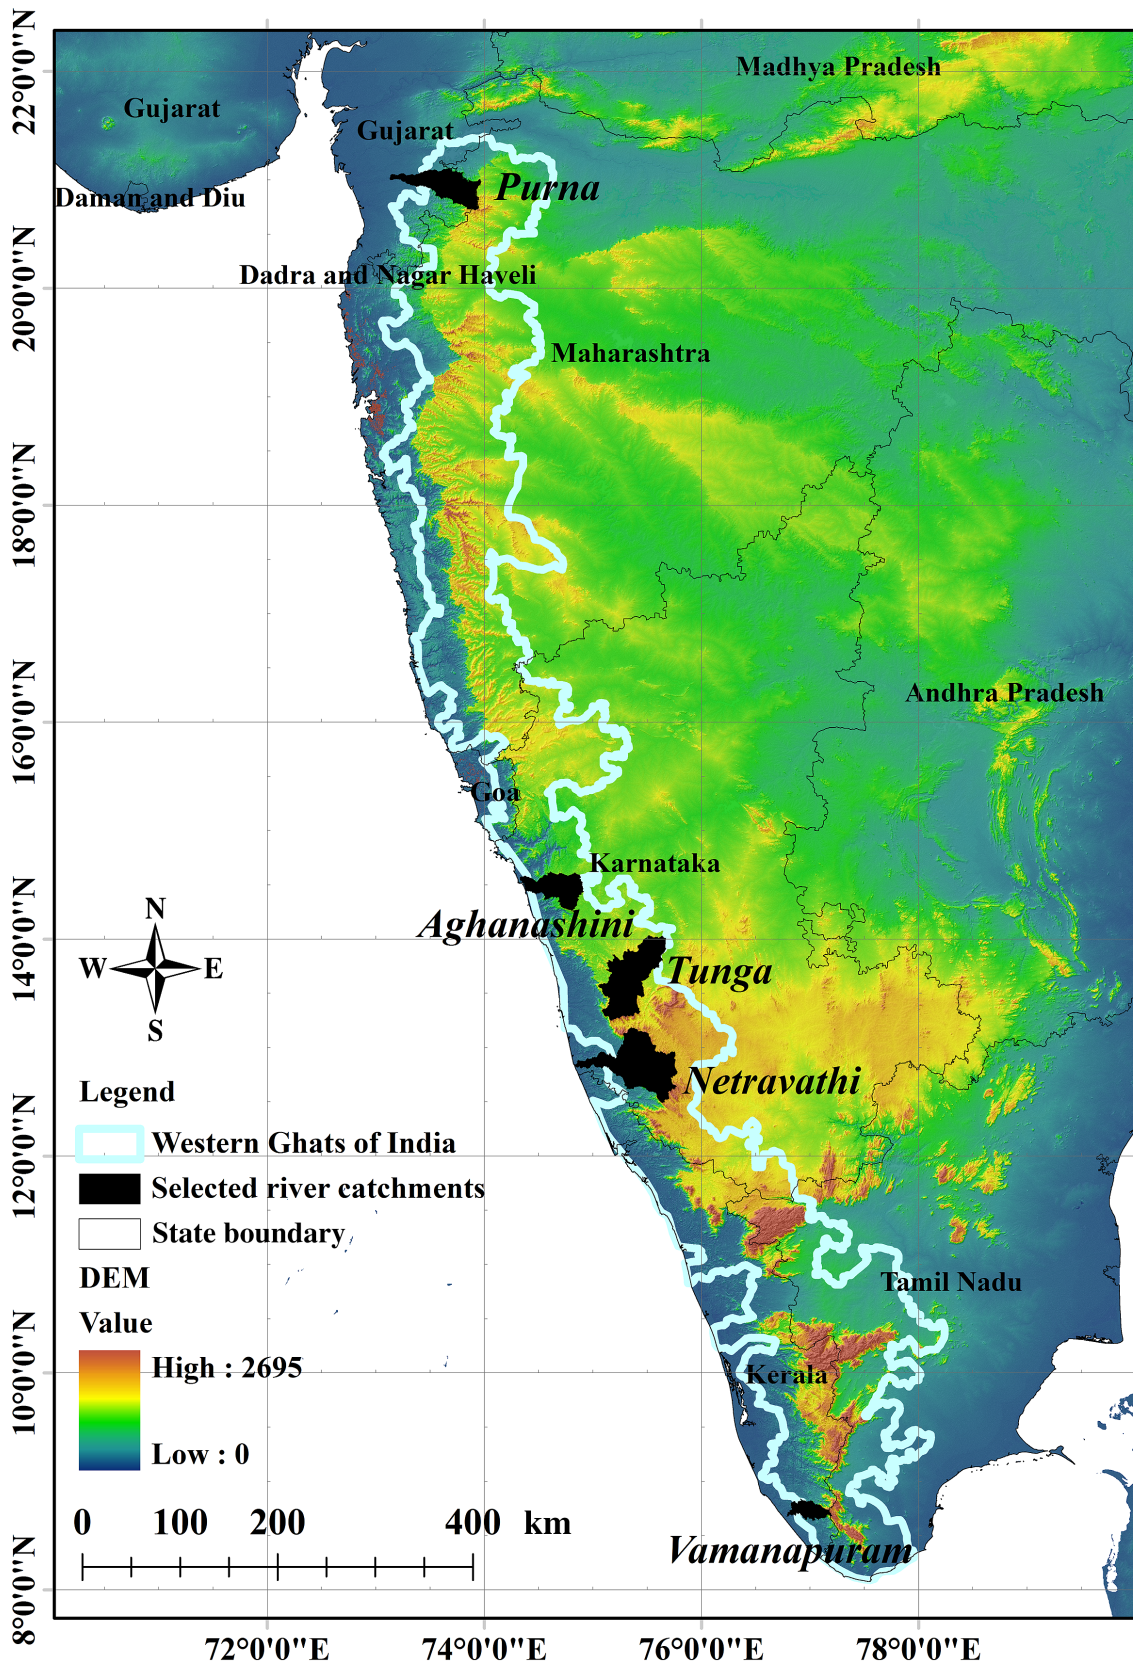 22°0'0"N
20°0'0"N
18°0'0"N
16°0'0"N
14°0'0"N
12°0'0"N
10°0'0"N
8°0'0"N
Madhya Pradesh
Gujarat
Gujarat
Purna
Daman and Diu
Dadra and Nagar Haveli
Maharashtra
Andhra Pradesh
Goa
Karnataka
Aghanashini
Tunga
Netravathi
Tamil Nadu
Kerala
Vamanapuram
N
W E
S
Legend
Western Ghats of India
Selected river catchments
State boundary
DEM
Value
High : 2695
Low : 0
0 100 200 400 km
72°0'0"E 74°0'0"E 76°0'0"E 78°0'0"E